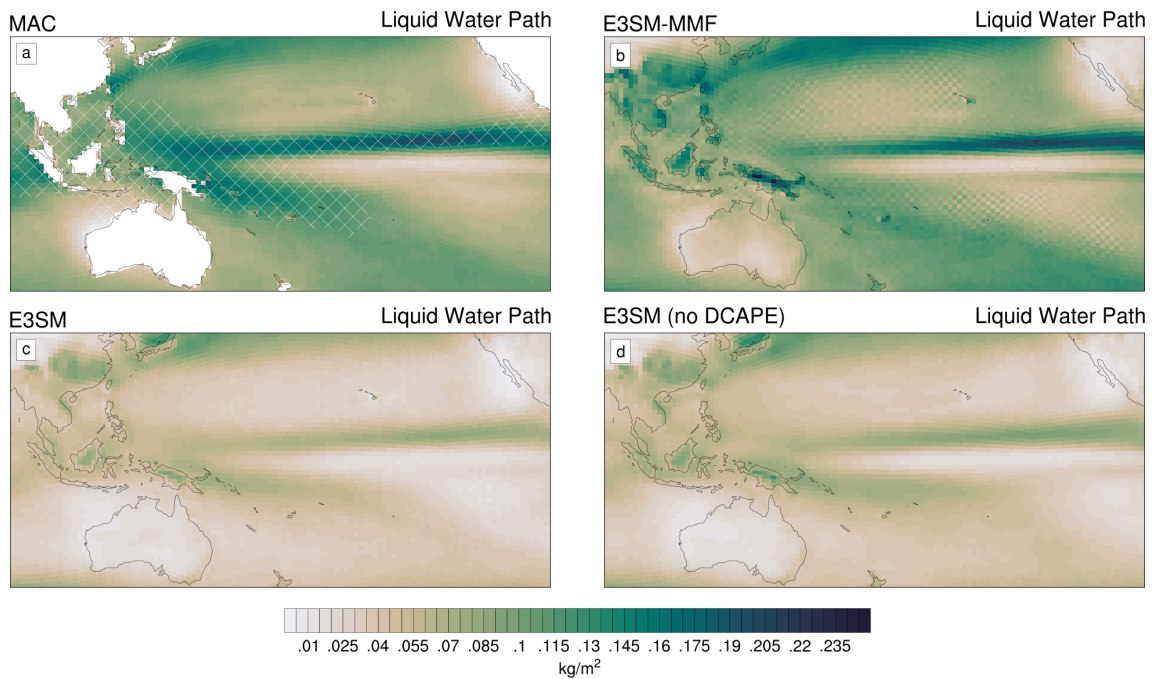 MAC Liquid Water Path
a
E3SM-MMF Liquid Water Path
b
E3SM Liquid Water Path
c
E3SM (no DCAPE) Liquid Water Path
d
.01 .025 .04 .055 .07 .085 .1 .115 .13 .145 .16 .175 .19 .205 .22 .235
kg/m²